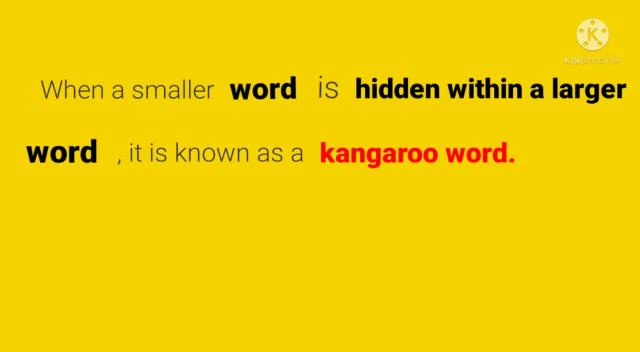 When a smaller word is hidden within a larger
word , it is known as a kangaroo word.
K
KINEMASTER